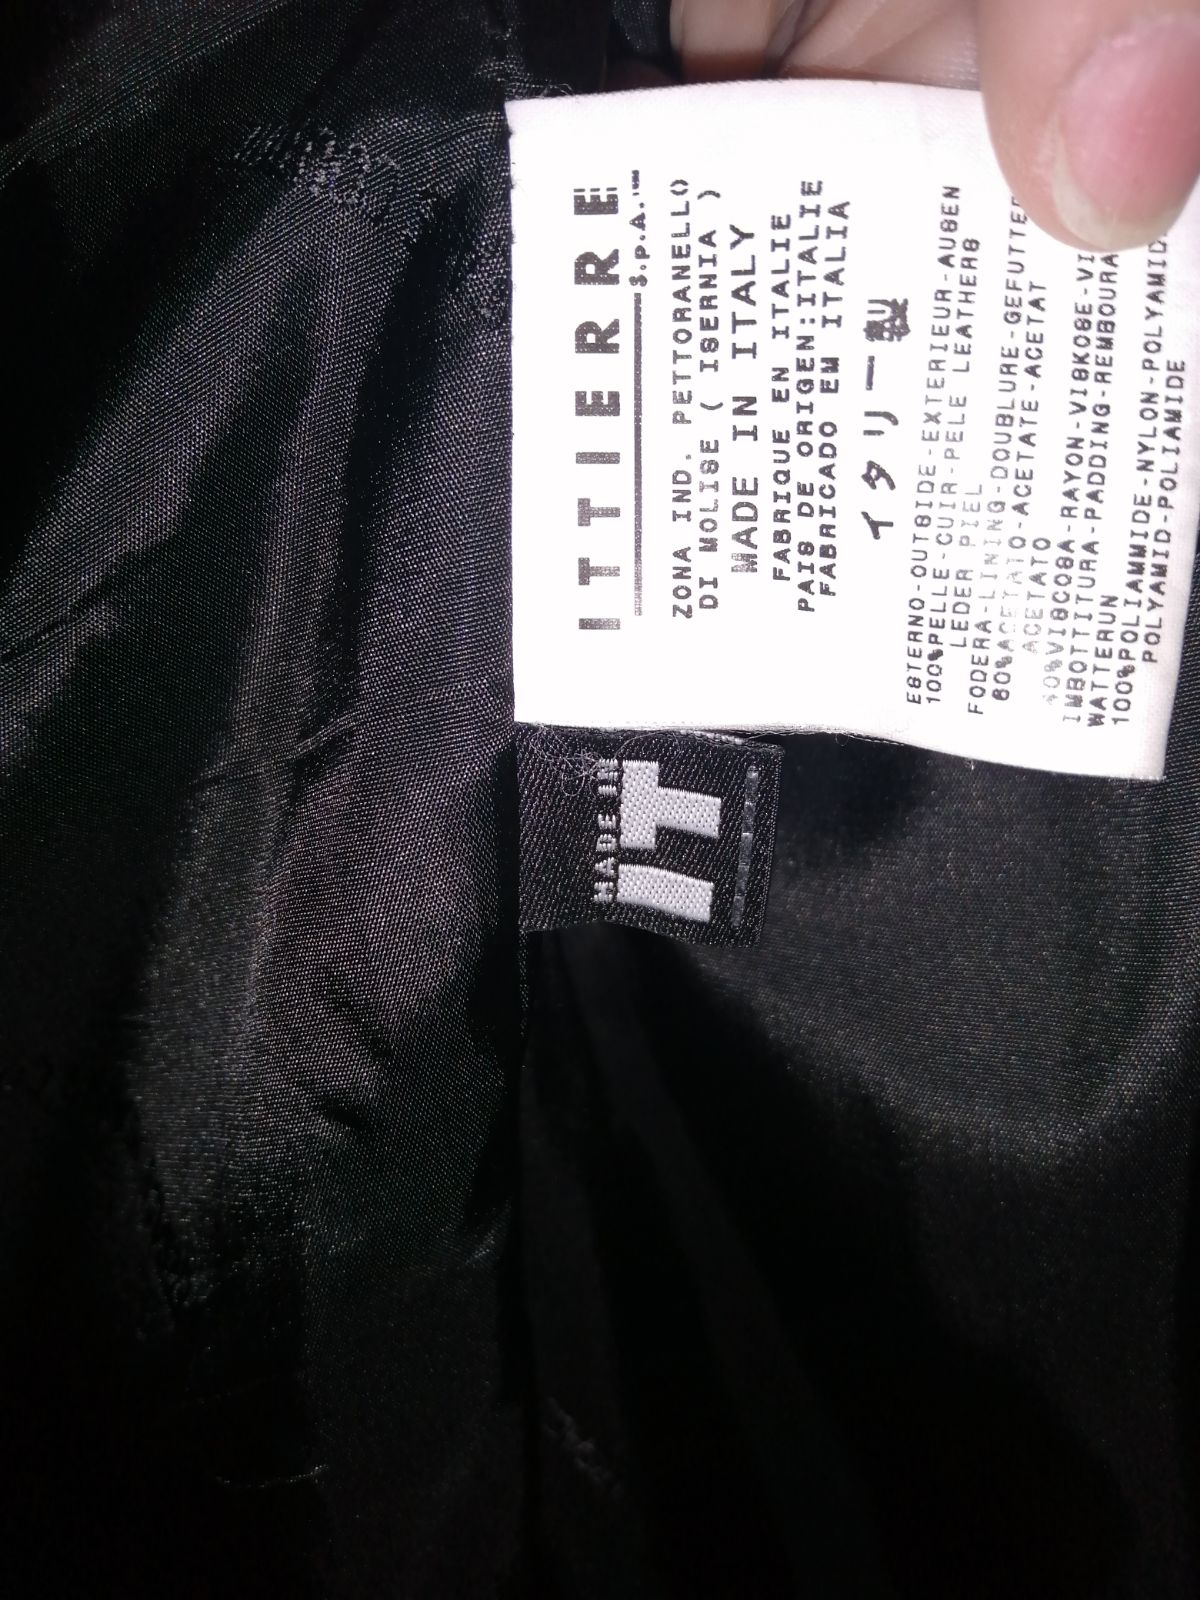 ITTIERRE
S.p.A.
ZONA IND. PETTORANELLO
DI MOLISE ( ISERNIA )
MADE IN ITALY
FABRIQUE EN ITALIE
PAIS DE ORIGEN:ITALIE
FABRICADO EM ITALIA
イタリー製
ESTERNO-OUTSIDE-EXTERIEUR-AUßEN
100%PELLE-CUIR-PELE LEATHERS
LEDER PIEL
FODERA-LINING-DOUBLURE-GEFUTTER
60%ACETATO-ACETATE-ACETAT
ACETATO
40%VISCOSA-RAYON-VISKOSE-VI
IMBOTTITURA-PADDING-REMBOURA
WATTERUN
100%POLIAMMIDE-NYLON-POLYAMID
POLYAMID-POLIAMIDE
MADE IN
IT